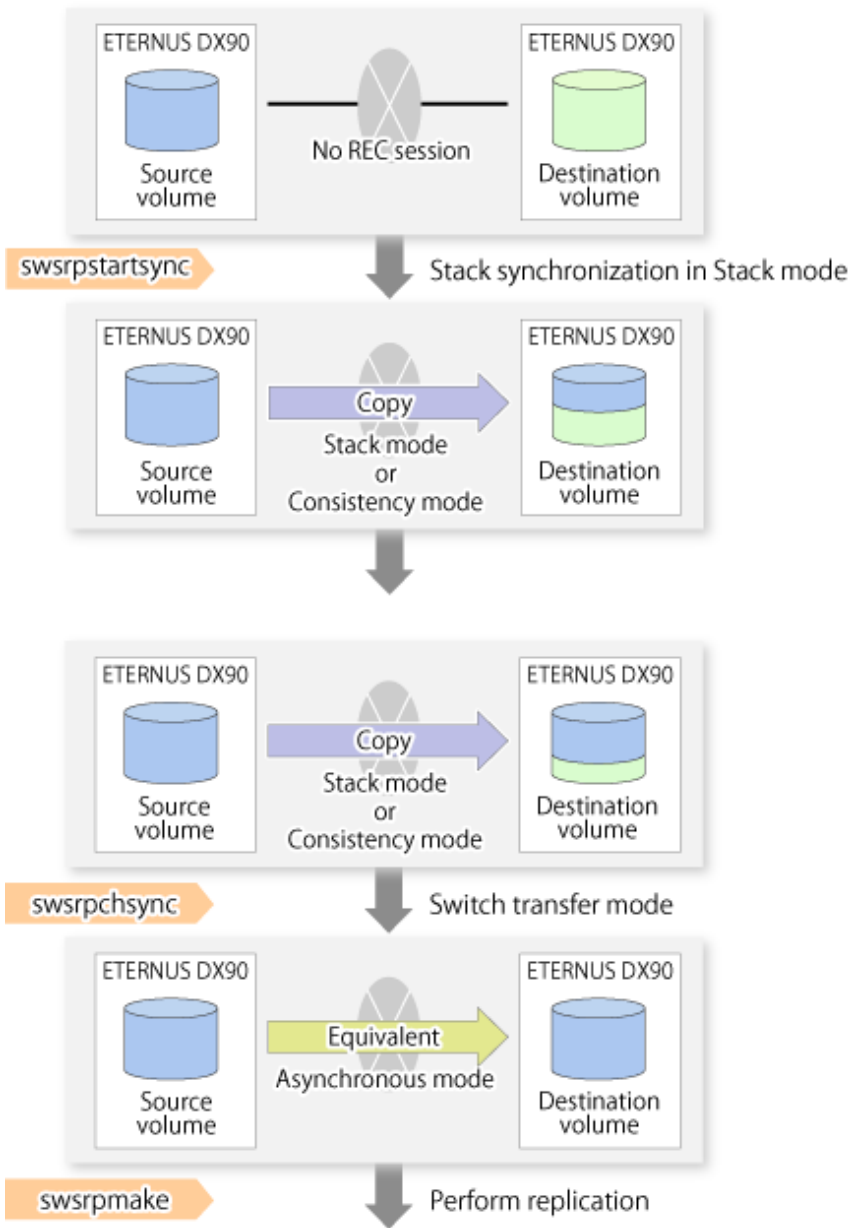 ETERNUS DX90
ETERNUS DX90
No REC session
Source
volume
Destination
volume
swsrpstartsync
Stack synchronization in Stack mode
ETERNUS DX90
ETERNUS DX90
Copy
Stack mode
or
Consistency mode
Source
volume
Destination
volume
ETERNUS DX90
ETERNUS DX90
Copy
Stack mode
or
Consistency mode
Source
volume
Destination
volume
swsrpchsync
Switch transfer mode
ETERNUS DX90
ETERNUS DX90
Equivalent
Asynchronous mode
Source
volume
Destination
volume
swsrpmake
Perform replication